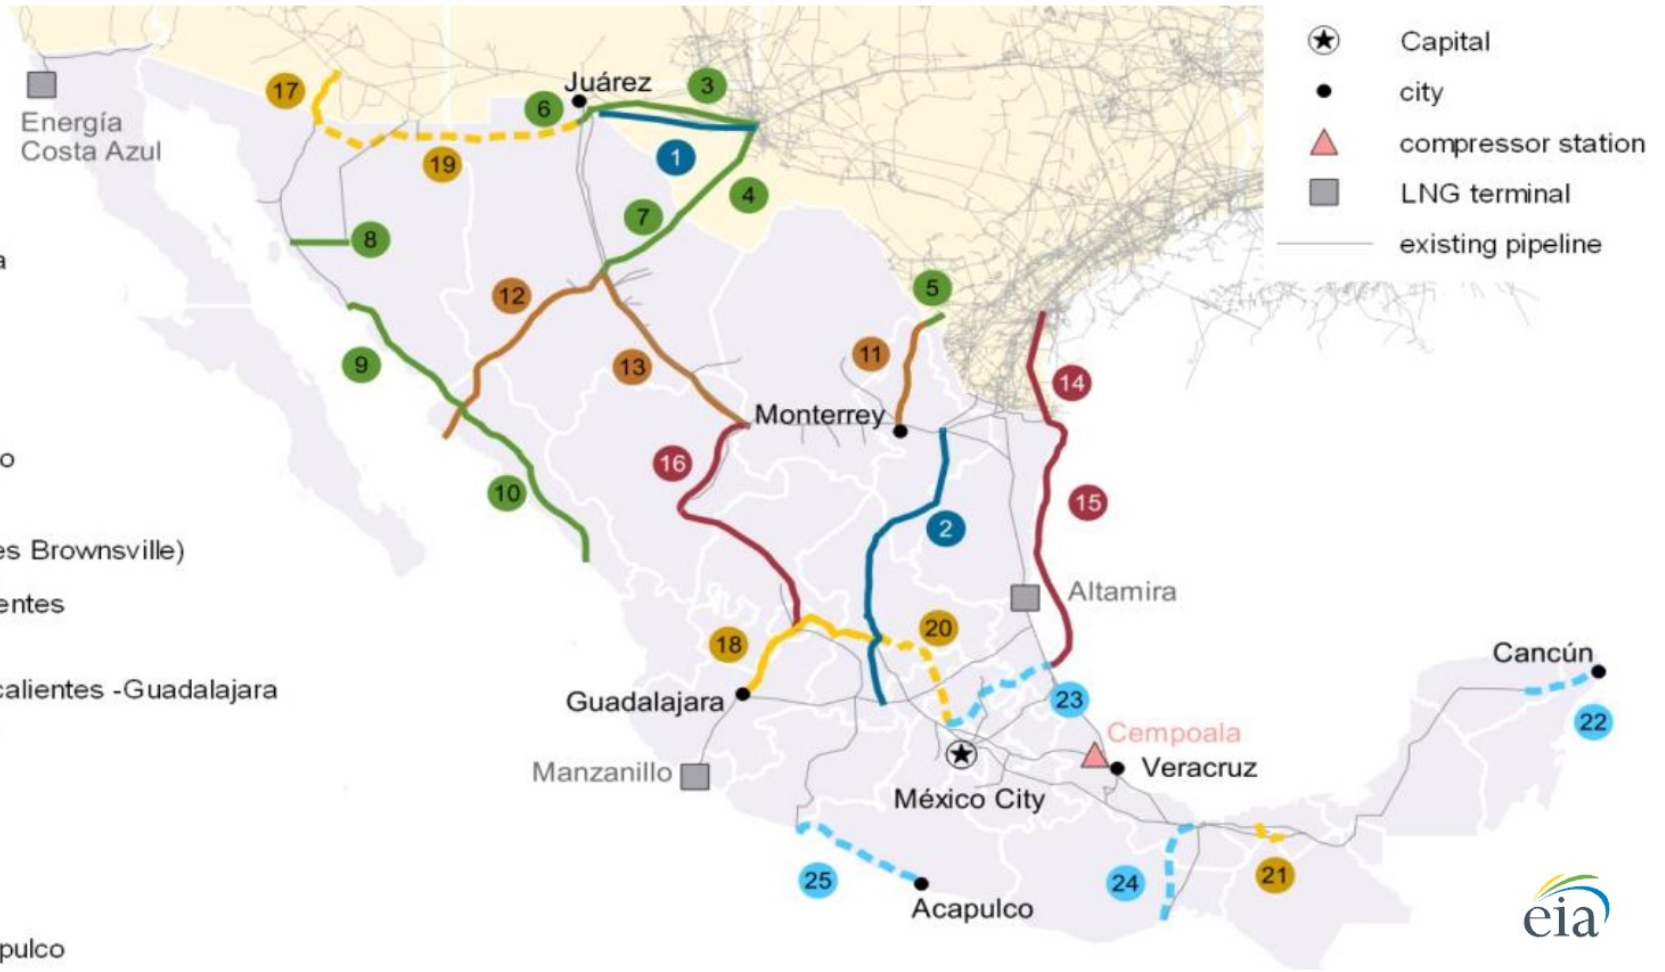 Capital
city
compressor station
LNG terminal
existing pipeline
Juárez
3
17
6
Energía
Costa Azul
1
19
4
7
8
a
5
12
11
13
9
14
Monterrey
o
16
10
15
2
es Brownsville)
Altamira
entes
20
18
Cancún
calientes -Guadalajara
Guadalajara
23
22
Cempoala
Manzanillo
Veracruz
México City
25
24
21
Acapulco
eia
pulco